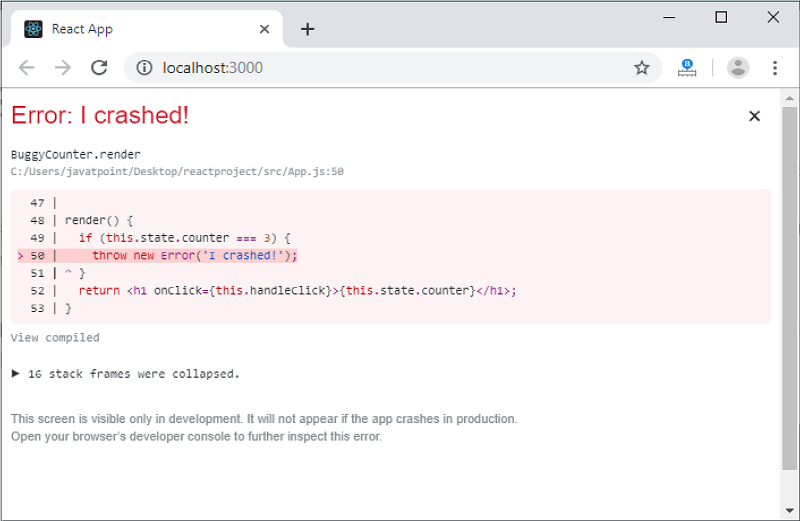 React App
localhost:3000
Error: I crashed!
BuggyCounter.render
C:/Users/javatpoint/Desktop/reactproject/src/App.js:50
47 |
48 | render() {
49 |   if (this.state.counter === 3) {
> 50 |     throw new Error('I crashed!');
51 | ^ }
52 |   return <h1 onClick={this.handleClick}>{this.state.counter}</h1>;
53 | }
View compiled
▶ 16 stack frames were collapsed.
This screen is visible only in development. It will not appear if the app crashes in production.
Open your browser’s developer console to further inspect this error.